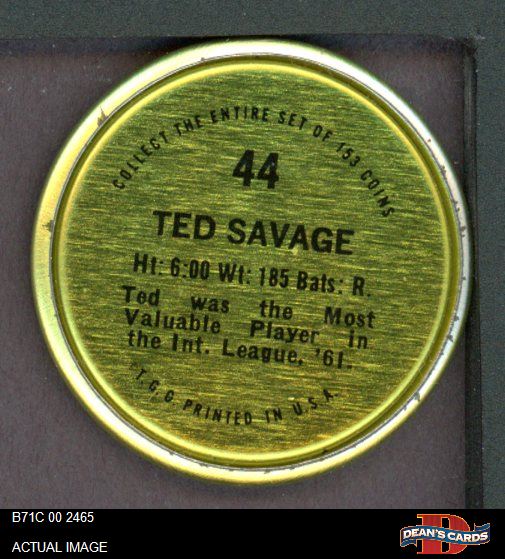 COLLECT THE ENTIRE SET OF 153 COINS
44
TED SAVAGE
Ht: 6:00 Wt: 185 Bats: R.
Ted was the Most
Valuable Player in
the Int. League, '61.
*T.C.G PRINTED IN U.S.A.
B71C 00 2465
ACTUAL IMAGE
D
DEAN'S CARDS